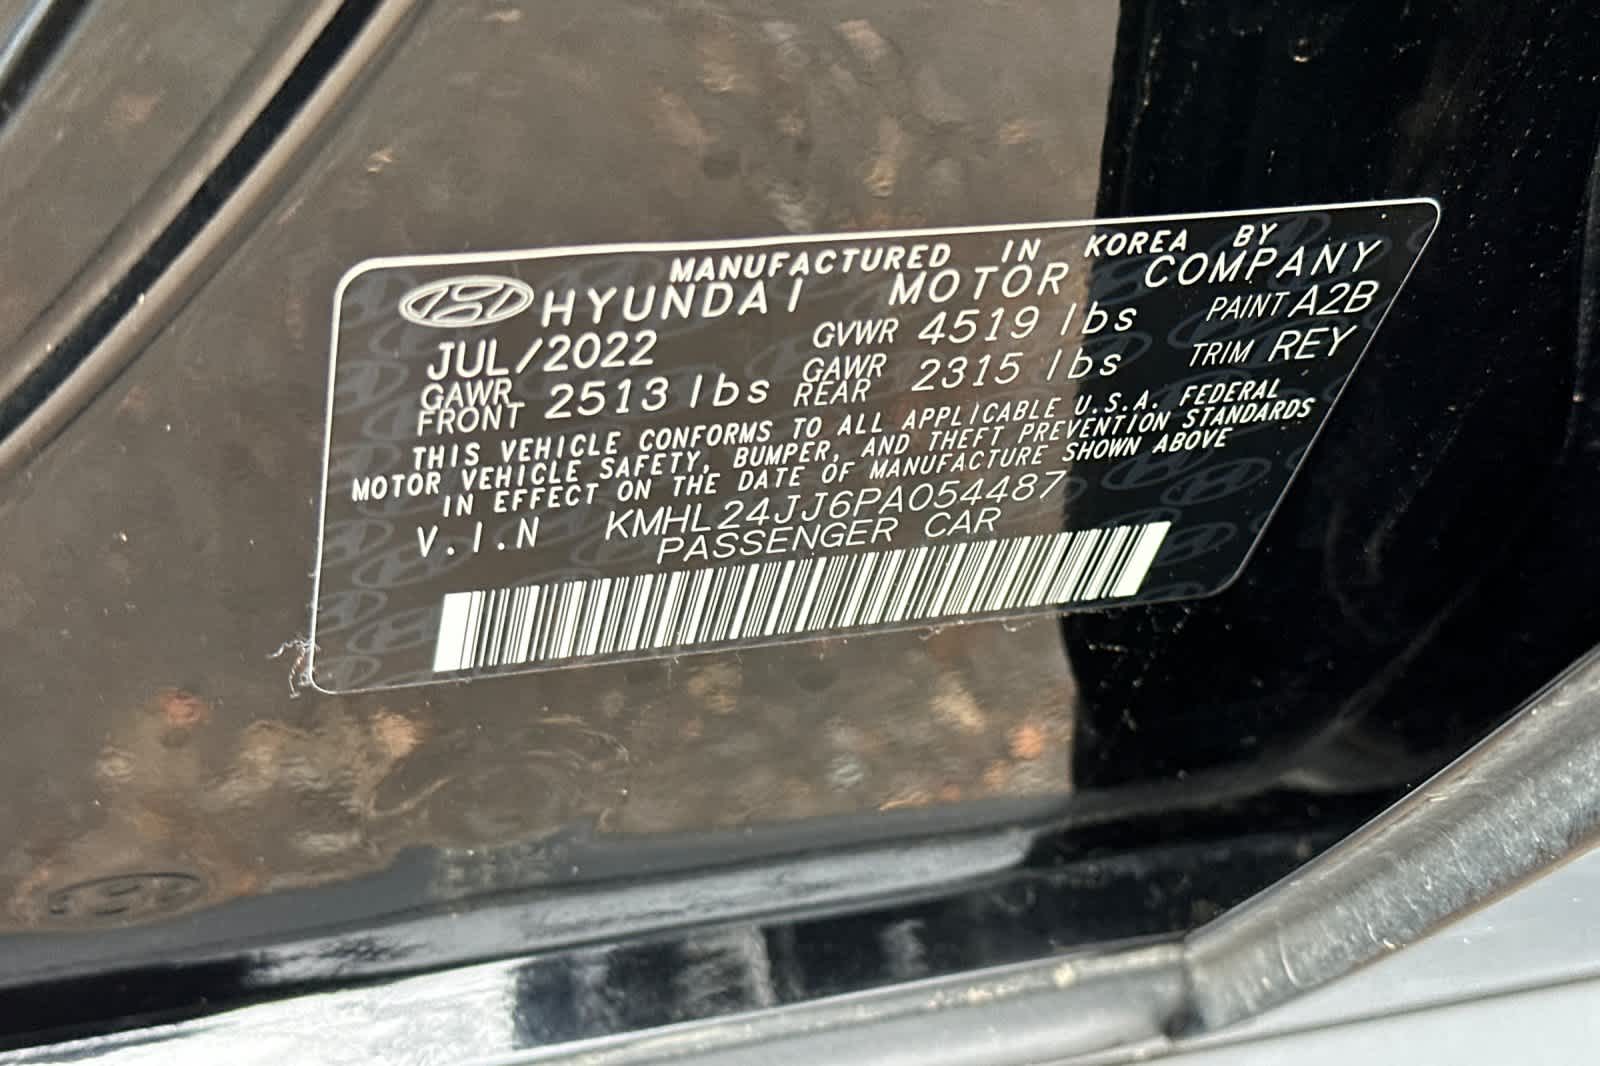 MANUFACTURED IN KOREA BY
HYUNDAI MOTOR COMPANY
JUL/2022 GVWR 4519 lbs PAINT A2B
GAWR FRONT 2513 lbs GAWR REAR 2315 lbs TRIM REY
THIS VEHICLE CONFORMS TO ALL APPLICABLE U.S.A. FEDERAL
MOTOR VEHICLE SAFETY, BUMPER, AND THEFT PREVENTION STANDARDS
IN EFFECT ON THE DATE OF MANUFACTURE SHOWN ABOVE
V.I.N KMHL24JJ6PA054487
PASSENGER CAR